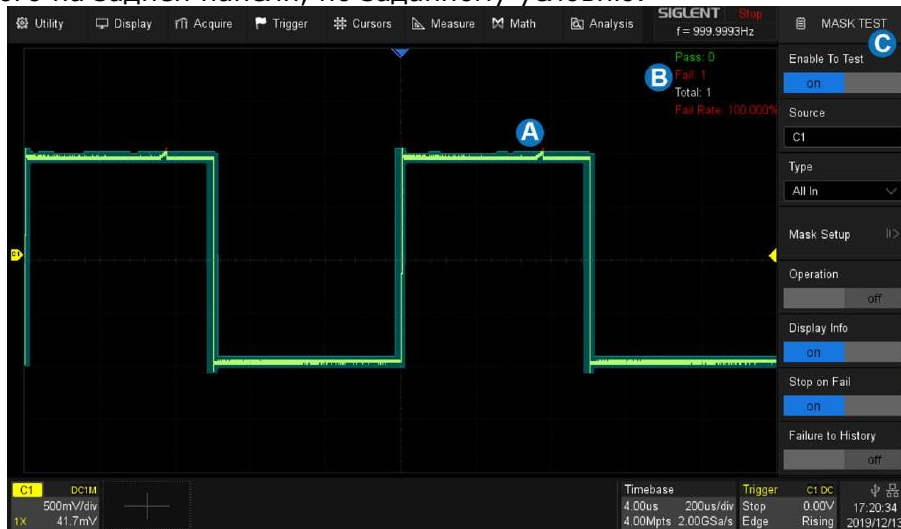 Utility Display Acquire Trigger Cursors Measure Math Analysis SIGLENT Stop MASK TEST
f = 999.9993Hz
C
Pass: 0
Fail: 1
B
Total: 1
Fail Rate: 100.000%
A
Enable To Test
on
Source
C1
Type
All In
Mask Setup
Operation
off
Display Info
on
Stop on Fail
on
Failure to History
off
C1
C1 DC1M
500mV/div
1X 41.7mV
Timebase
4.00us 200us/div
4.00Mpts 2.00GSa/s
Trigger C1 DC
Stop 0.00V
Edge Rising
17:20:34
2019/12/13